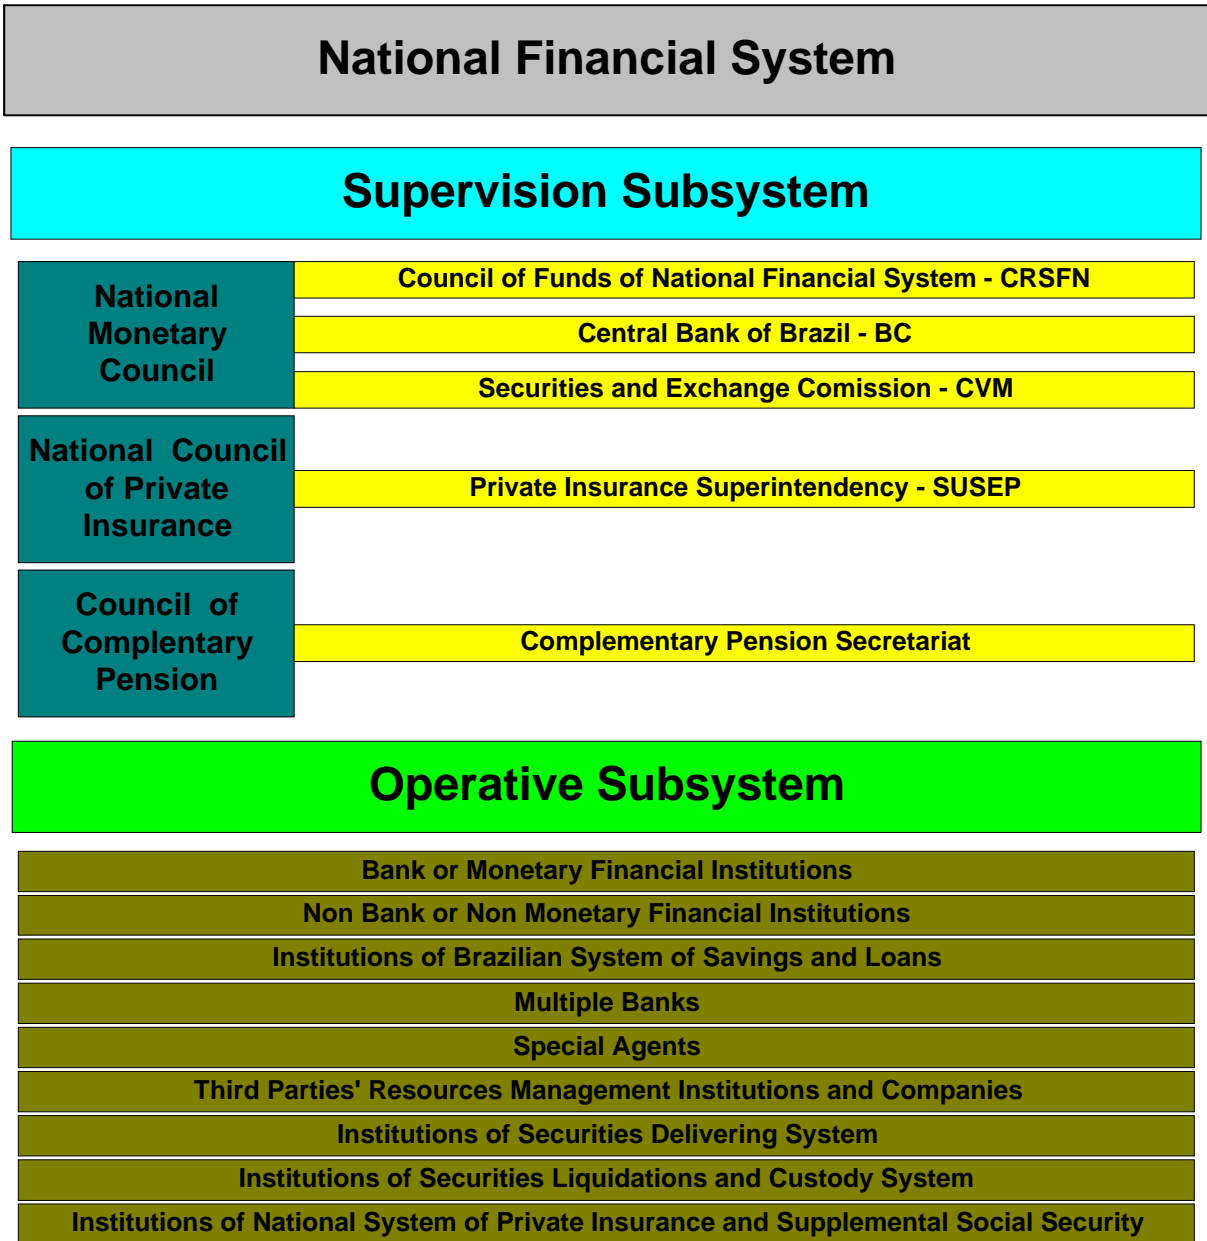 National Financial System
Supervision Subsystem
National
Monetary
Council
Council of Funds of National Financial System - CRSFN
Central Bank of Brazil - BC
Securities and Exchange Comission - CVM
National Council
of Private
Insurance
Private Insurance Superintendency - SUSEP
Council of
Complentary
Pension
Complementary Pension Secretariat
Operative Subsystem
Bank or Monetary Financial Institutions
Non Bank or Non Monetary Financial Institutions
Institutions of Brazilian System of Savings and Loans
Multiple Banks
Special Agents
Third Parties' Resources Management Institutions and Companies
Institutions of Securities Delivering System
Institutions of Securities Liquidations and Custody System
Institutions of National System of Private Insurance and Supplemental Social Security